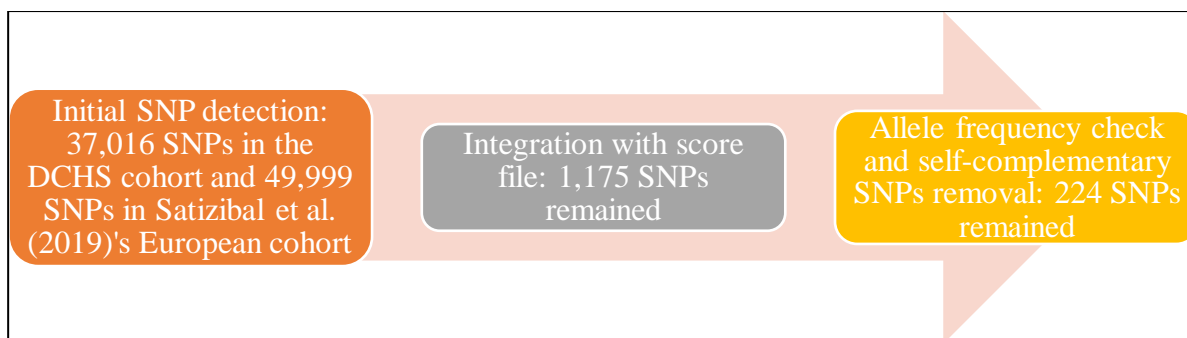 Initial SNP detection:
37,016 SNPs in the
DCHS cohort and 49,999
SNPs in Satizibal et al.
(2019)'s European cohort
Integration with score
file: 1,175 SNPs
remained
Allele frequency check
and self-complementary
SNPs removal: 224 SNPs
remained